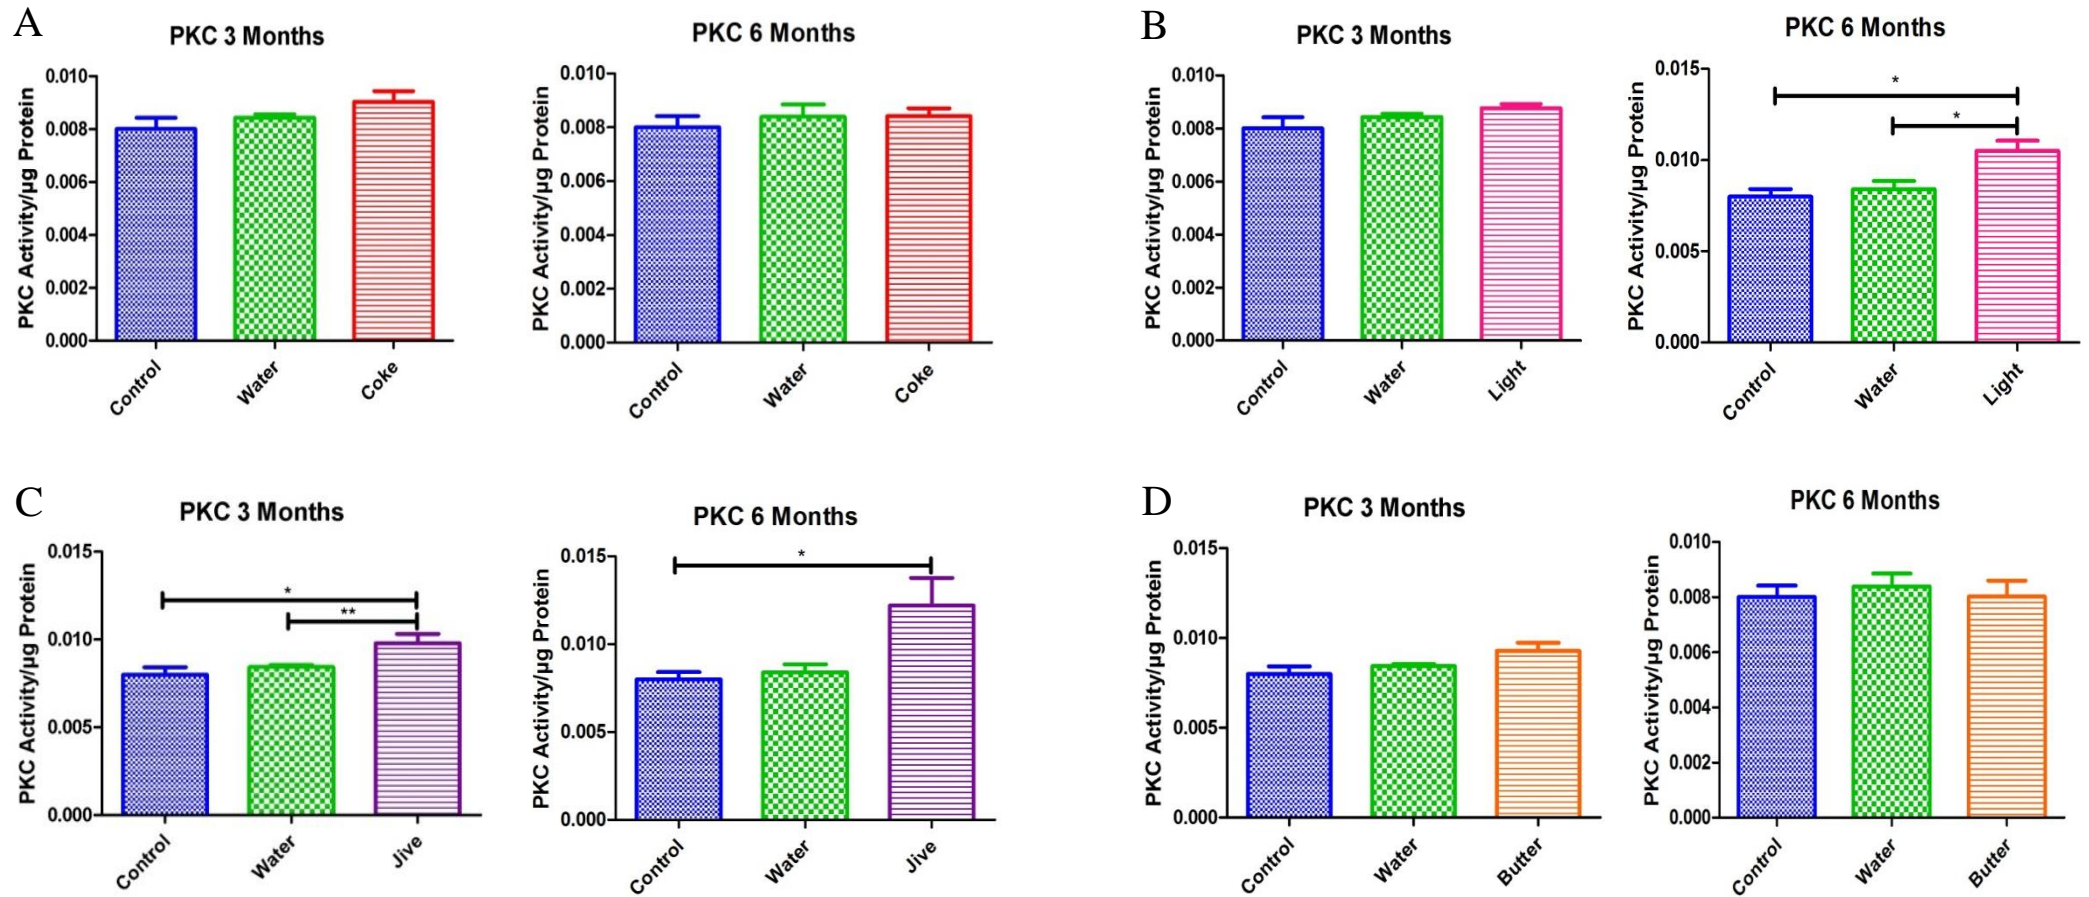 A
PKC 3 Months
PKC Activity/µg Protein
0.010
0.008
0.006
0.004
0.002
0.000
Control
Water
Coke
PKC 6 Months
PKC Activity/µg Protein
0.010
0.008
0.006
0.004
0.002
0.000
Control
Water
Coke
B
PKC 3 Months
PKC Activity/µg Protein
0.010
0.008
0.006
0.004
0.002
0.000
Control
Water
Light
PKC 6 Months
PKC Activity/µg Protein
0.015
0.010
0.005
0.000
*
*
Control
Water
Light
C
PKC 3 Months
PKC Activity/µg Protein
0.015
0.010
0.005
0.000
*
**
Control
Water
Jive
PKC 6 Months
PKC Activity/µg Protein
0.015
0.010
0.005
0.000
*
Control
Water
Jive
D
PKC 3 Months
PKC Activity/µg Protein
0.015
0.010
0.005
0.000
Control
Water
Butter
PKC 6 Months
PKC Activity/µg Protein
0.010
0.008
0.006
0.004
0.002
0.000
Control
Water
Butter